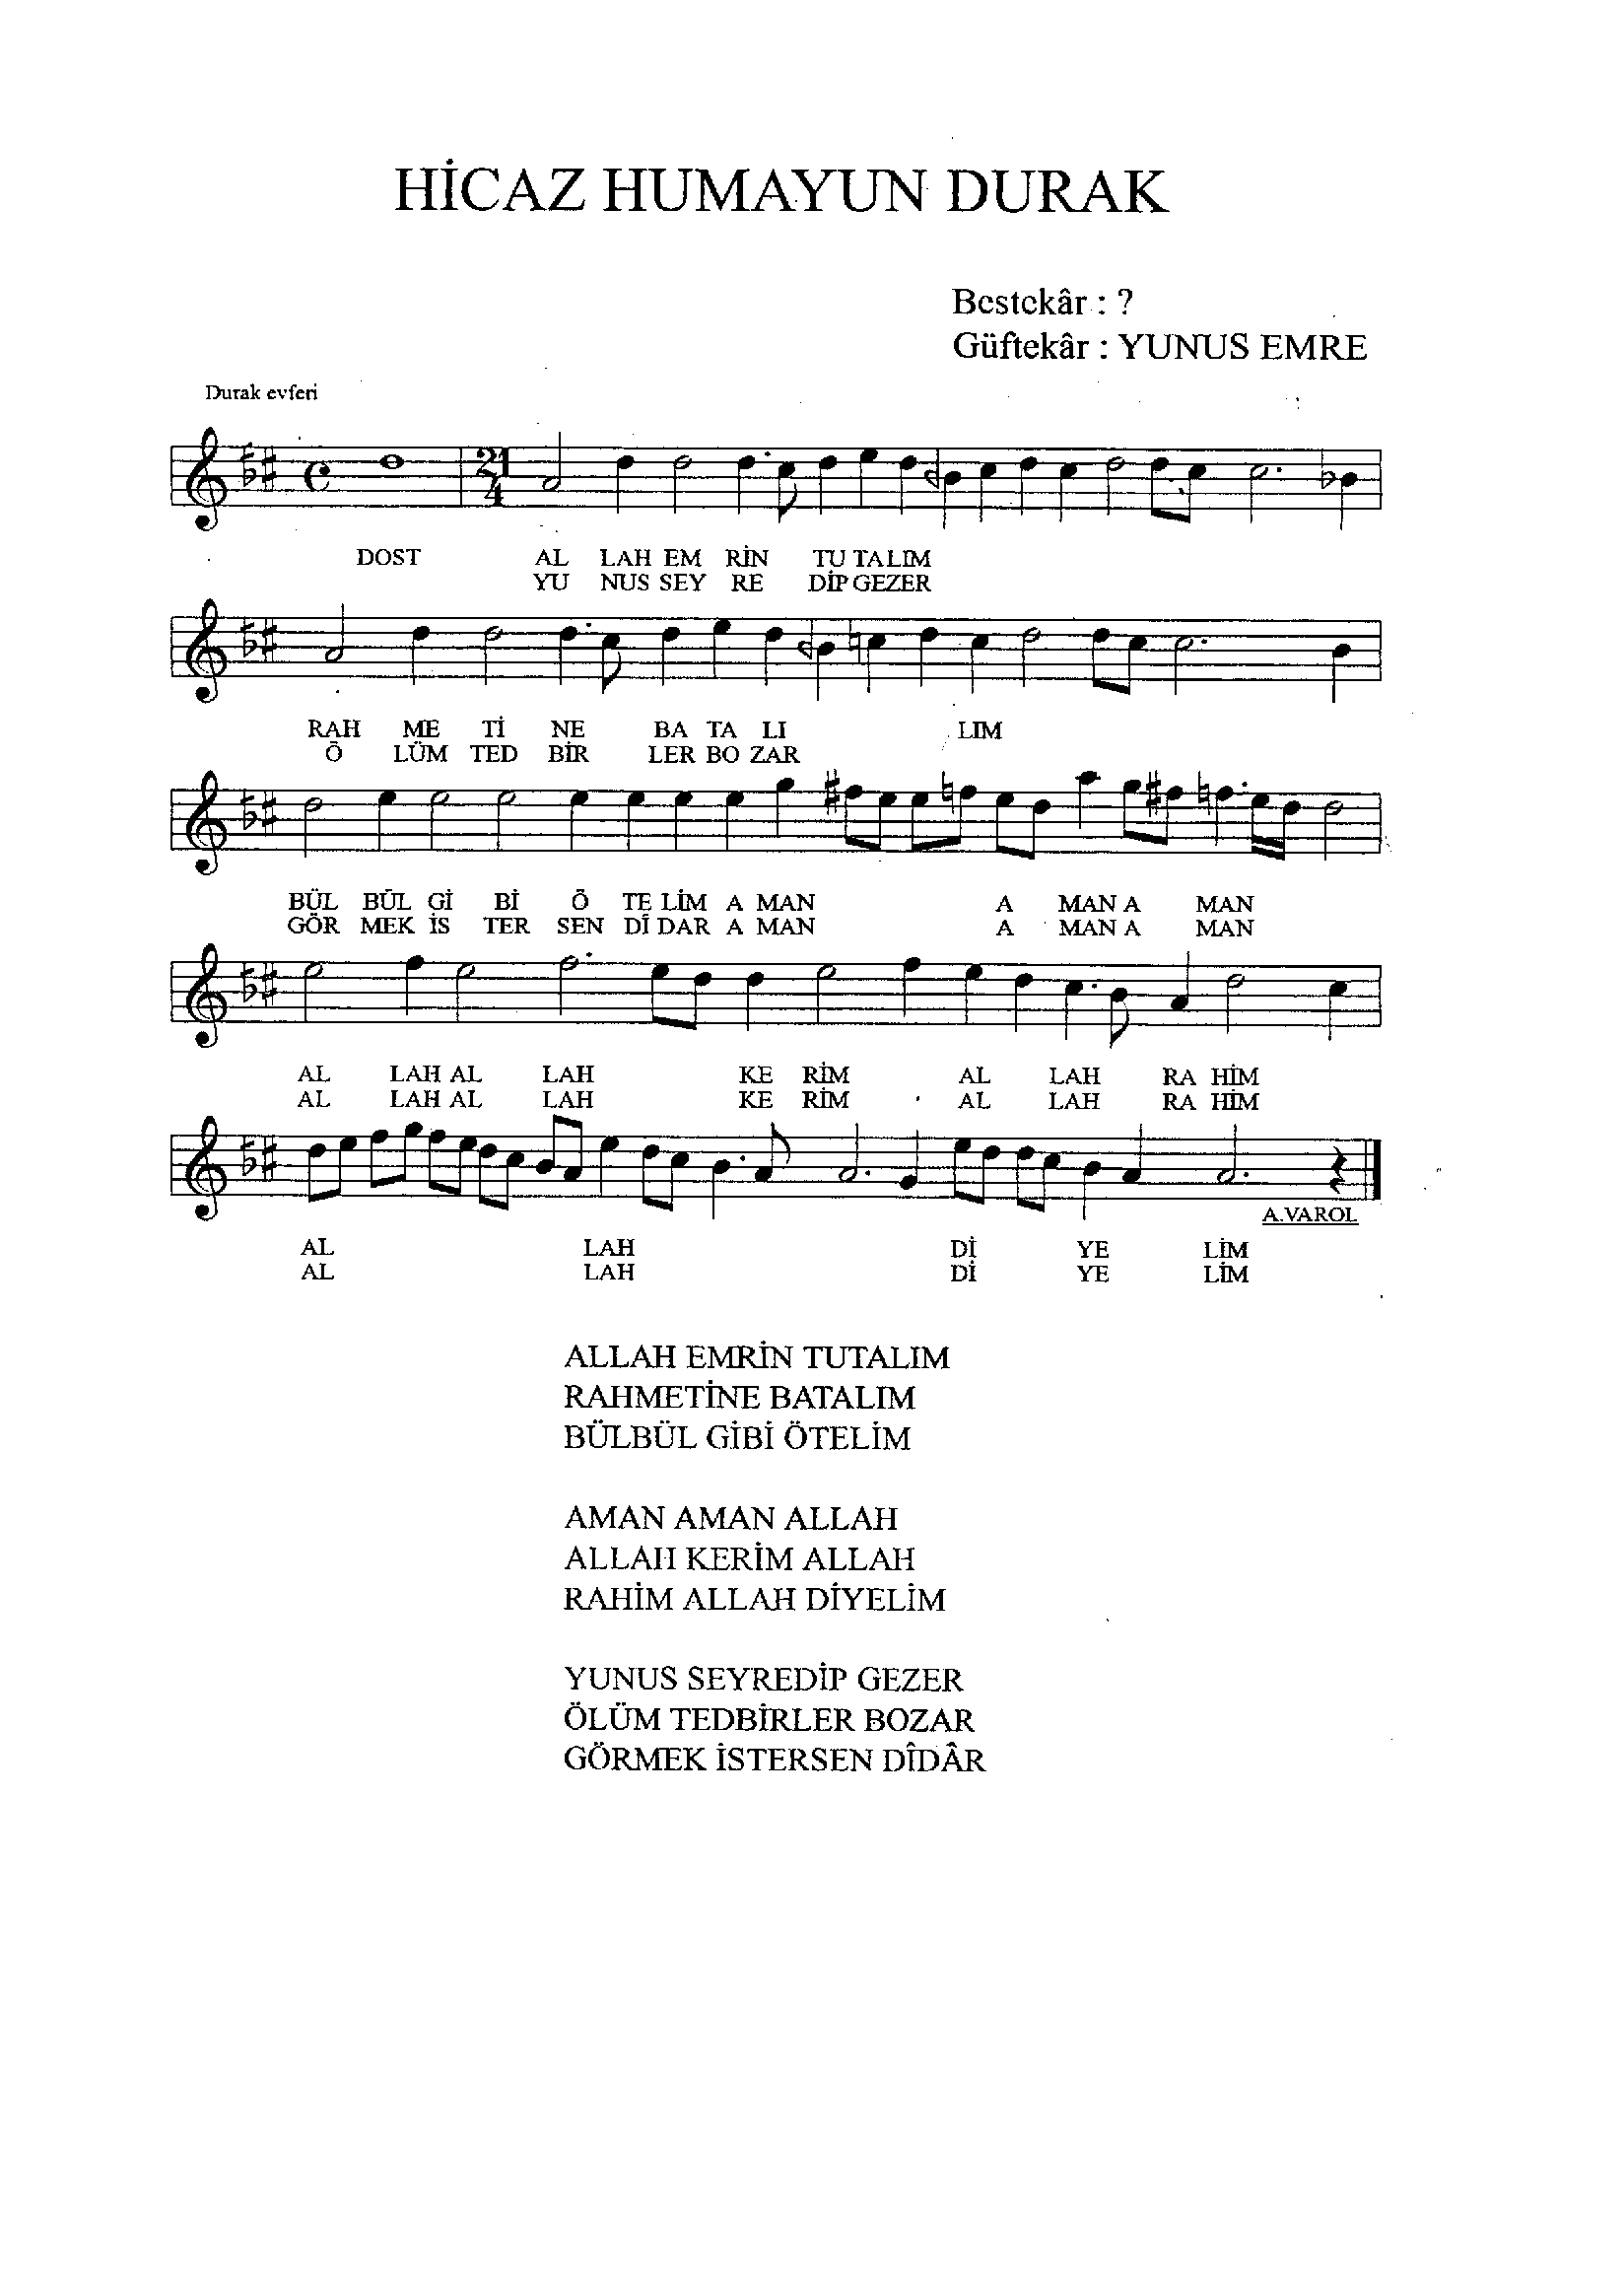 HİCAZ HUMAYUN DURAK
Bestekâr : ?
Güftekâr : YUNUS EMRE
Durak evferi
21
4
DOST AL LAH EM RİN TU TA LIM
YU NUS SEY RE DİP GEZER
RAH ME Tİ NE BA TA LI LIM
Ö LÜM TED BİR LER BO ZAR
BÜL BÜL Gİ Bİ Ö TE LİM A MAN A MAN A MAN
GÖR MEK İS TER SEN DÎ DAR A MAN A MAN A MAN
AL LAH AL LAH KE RİM AL LAH RA HİM
AL LAH AL LAH KE RİM AL LAH RA HİM
A.VAROL
AL LAH Dİ YE LİM
AL LAH Dİ YE LİM
ALLAH EMRİN TUTALIM
RAHMETİNE BATALIM
BÜLBÜL GİBİ ÖTELİM
AMAN AMAN ALLAH
ALLAH KERİM ALLAH
RAHİM ALLAH DİYELİM
YUNUS SEYREDİP GEZER
ÖLÜM TEDBİRLER BOZAR
GÖRMEK İSTERSEN DÎDÂR